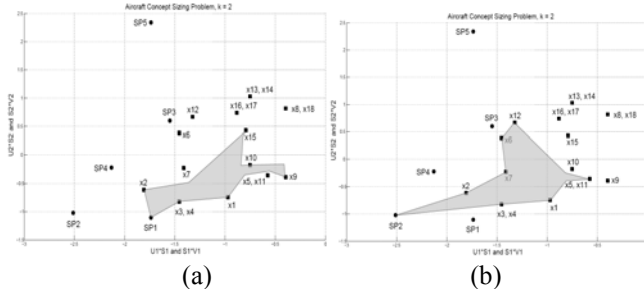 Aircraft Concept Sizing Problem, k = 2
SP5
x13, x14
SP3
x12
x16, x17
x8, x18
x6
x15
SP4
x7
x10
x2
x5, x11
x9
x3, x4
x1
SP2
SP1
U2*S2 and S2*V2
U1*S1 and S1*V1
(a)
Aircraft Concept Sizing Problem, k = 2
SP5
x13, x14
x12
x16, x17
x8, x18
SP3
x6
x15
SP4
x7
x10
x5, x11
x9
x2
x3, x4
x1
SP2
SP1
U2*S2 and S2*V2
U1*S1 and S1*V1
(b)